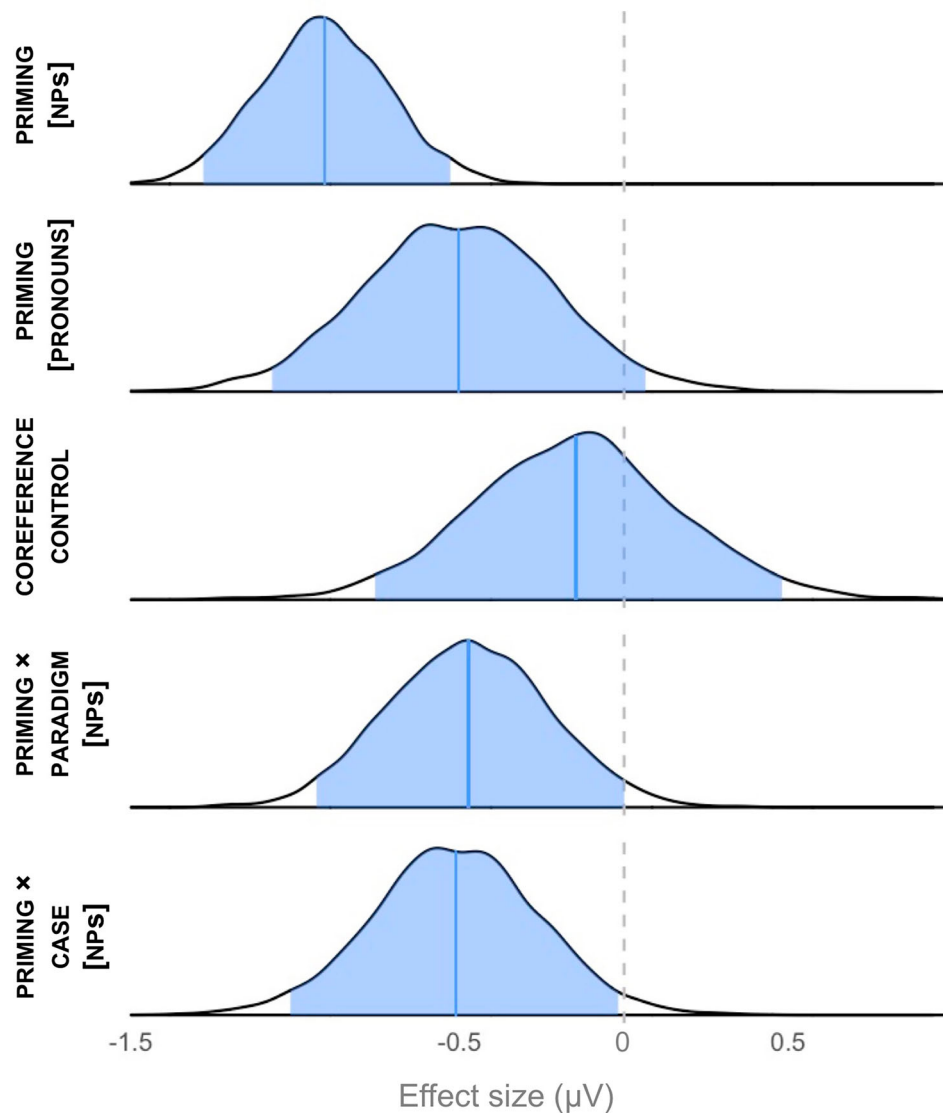 PRIMING
[NPs]
PRIMING
[PRONOUNS]
COREFERENCE
CONTROL
PRIMING ×
PARADIGM
[NPs]
PRIMING ×
CASE
[NPs]
-1.5 -0.5 0 0.5
Effect size (µV)